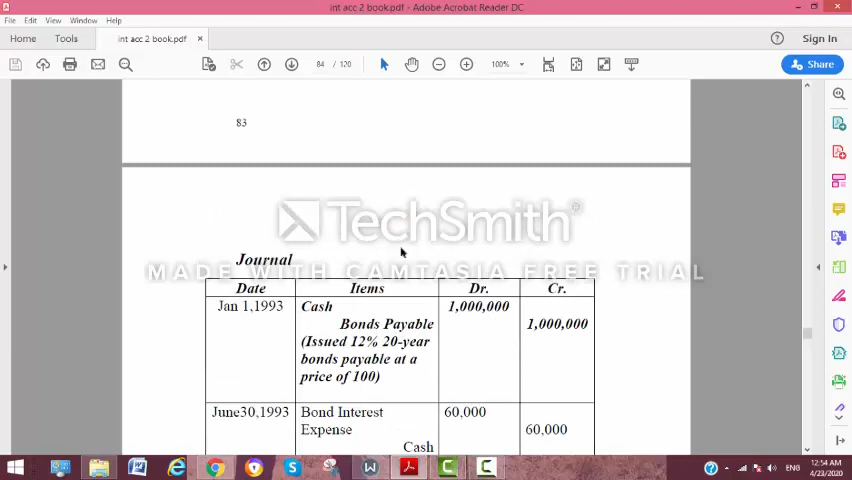 int acc 2 book.pdf - Adobe Acrobat Reader DC
File Edit View Window Help
Home Tools int acc 2 book.pdf × Sign In
84 / 120 100% Share
83
TechSmith®
MADE WITH CAMTASIA FREE TRIAL
Journal
Date Items Dr. Cr.
Jan 1,1993 Cash 1,000,000
Bonds Payable 1,000,000
(Issued 12% 20-year
bonds payable at a
price of 100)
June30,1993 Bond Interest 60,000
Expense 60,000
Cash
ENG 12:54 AM
4/23/2020